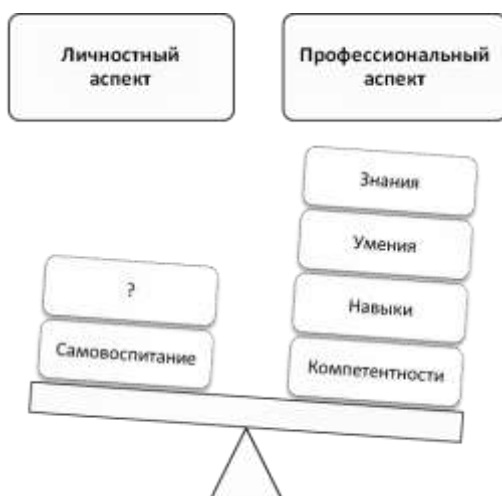 Личностный
аспект
Профессиональный
аспект
Знания
Умения
Навыки
Компетентности
?
Самовоспитание